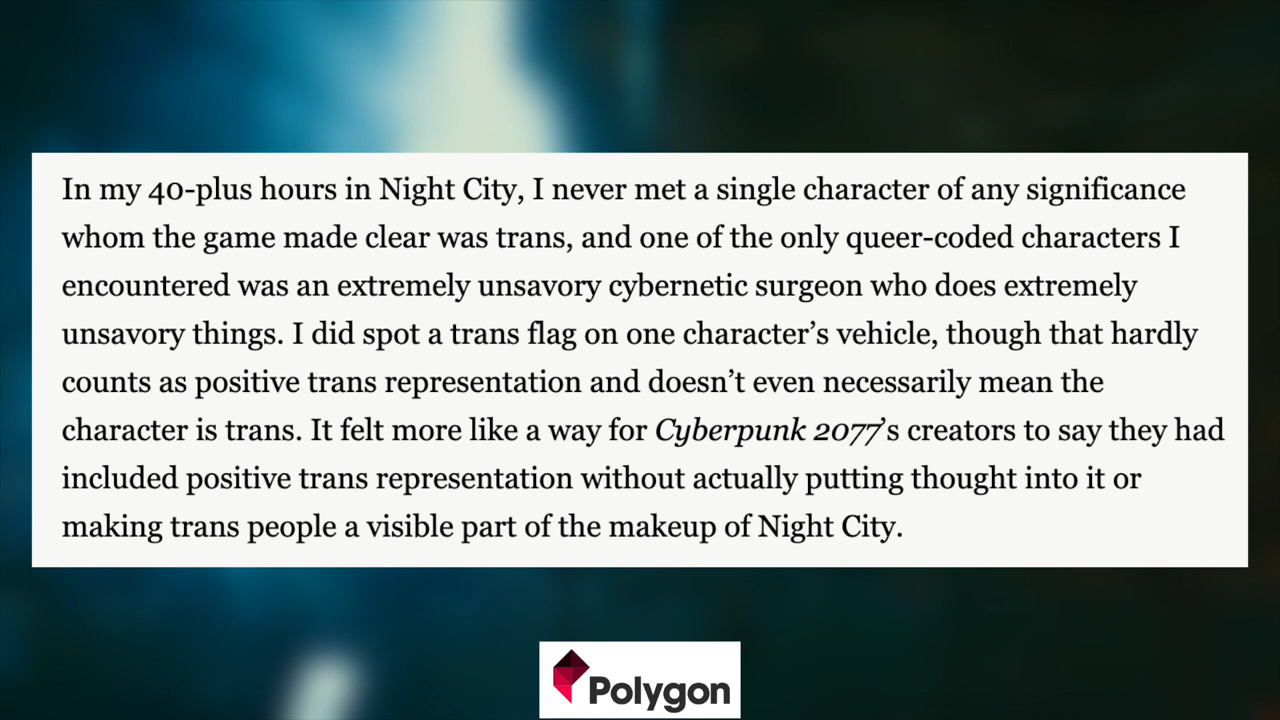 In my 40-plus hours in Night City, I never met a single character of any significance
whom the game made clear was trans, and one of the only queer-coded characters I
encountered was an extremely unsavory cybernetic surgeon who does extremely
unsavory things. I did spot a trans flag on one character’s vehicle, though that hardly
counts as positive trans representation and doesn’t even necessarily mean the
character is trans. It felt more like a way for Cyberpunk 2077’s creators to say they had
included positive trans representation without actually putting thought into it or
making trans people a visible part of the makeup of Night City.
Polygon